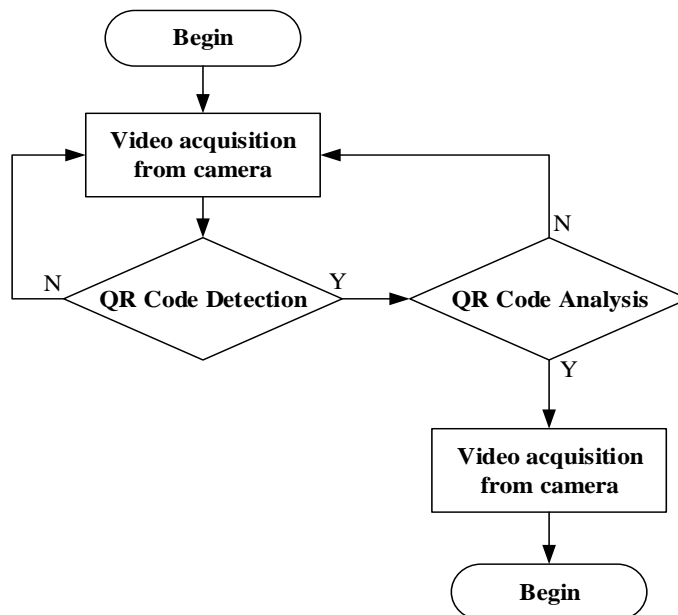 Begin
Video acquisition
from camera
N
QR Code Detection
Y
N
QR Code Analysis
Y
Video acquisition
from camera
Begin